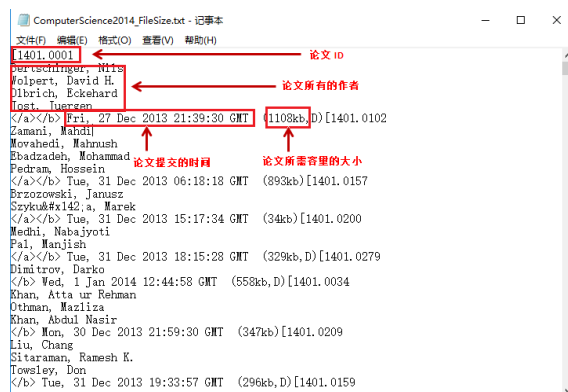 ComputerScience2014_FileSize.txt - 记事本
文件(F) 编辑(E) 格式(O) 查看(V) 帮助(H)
[1401.0001
论文 ID
Bertschinger, Nils
Wolpert, David H.
Olbrich, Eckehard
论文所有的作者
Jost, Juergen
</a></b> Fri, 27 Dec 2013 21:39:30 GMT (1108kb,D)[1401.0102
Zamani, Mahdi
Movahedi, Mahnush
Ebadzadeh, Mohammad
论文提交的时间
论文所需容里的大小
Pedram, Hossein
</a></b> Tue, 31 Dec 2013 06:18:18 GMT (893kb)[1401.0157
Brzozowski, Janusz
Szyku&#x142;a, Marek
</a></b> Tue, 31 Dec 2013 15:17:34 GMT (34kb)[1401.0200
Medhi, Nabajyoti
Pal, Manjish
</a></b> Tue, 31 Dec 2013 18:15:28 GMT (329kb,D)[1401.0279
Dimitrov, Darko
</b> Wed, 1 Jan 2014 12:44:58 GMT (558kb,D)[1401.0034
Khan, Atta ur Rehman
Othman, Mazliza
Khan, Abdul Nasir
</b> Mon, 30 Dec 2013 21:59:30 GMT (347kb)[1401.0209
Liu, Chang
Sitaraman, Ramesh K.
Towsley, Don
</b> Tue, 31 Dec 2013 19:33:57 GMT (296kb,D)[1401.0159